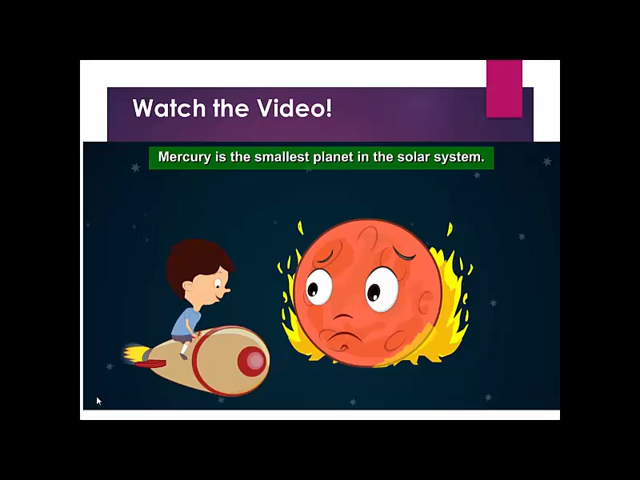 Watch the Video!
Mercury is the smallest planet in the solar system.